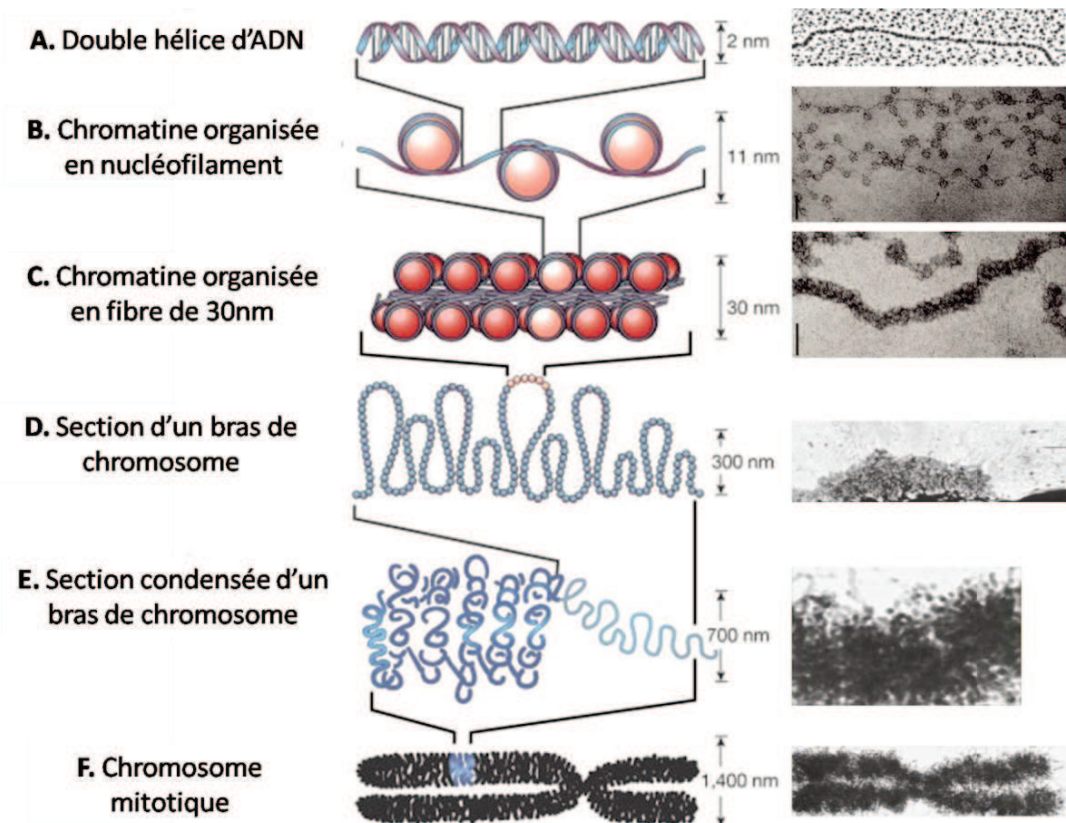 A. Double hélice d'ADN
2 nm
B. Chromatine organisée
en nucléofilament
11 nm
C. Chromatine organisée
en fibre de 30nm
30 nm
D. Section d'un bras de
chromosome
300 nm
E. Section condensée d'un
bras de chromosome
700 nm
F. Chromosome
mitotique
1,400 nm